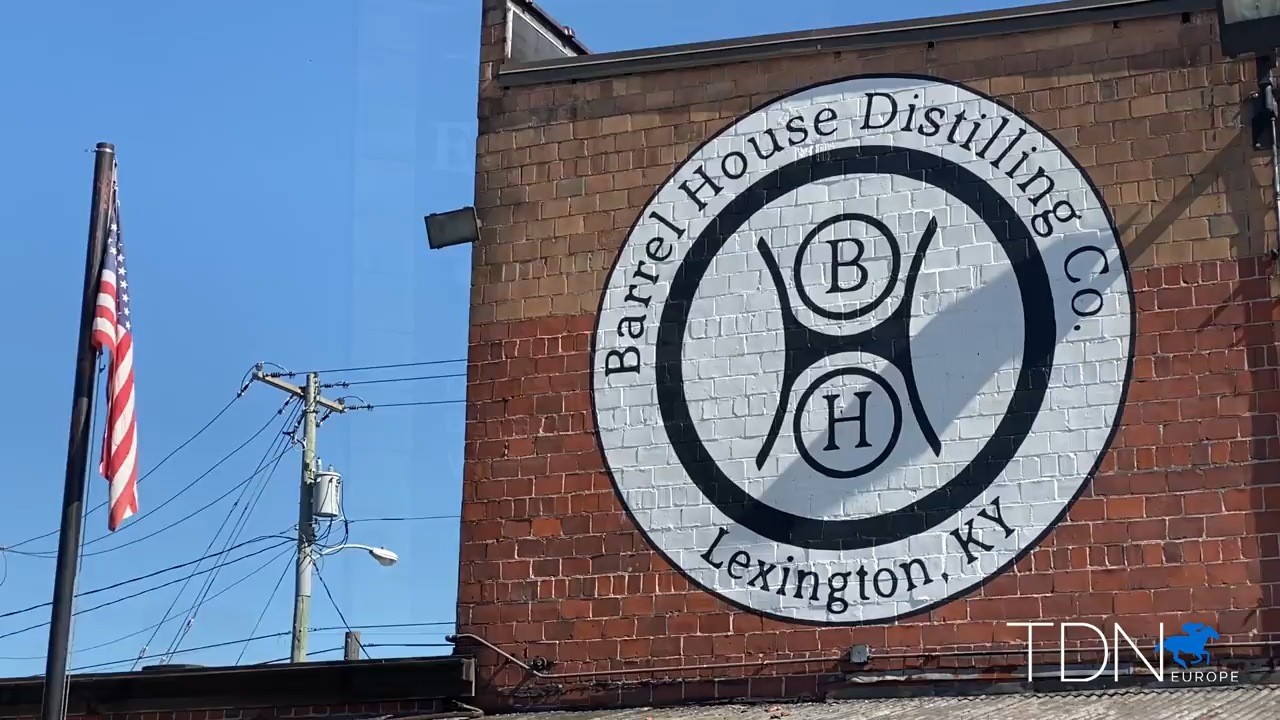 Barrel House Distilling Co.
B
H
Lexington, KY
TDN
EUROPE